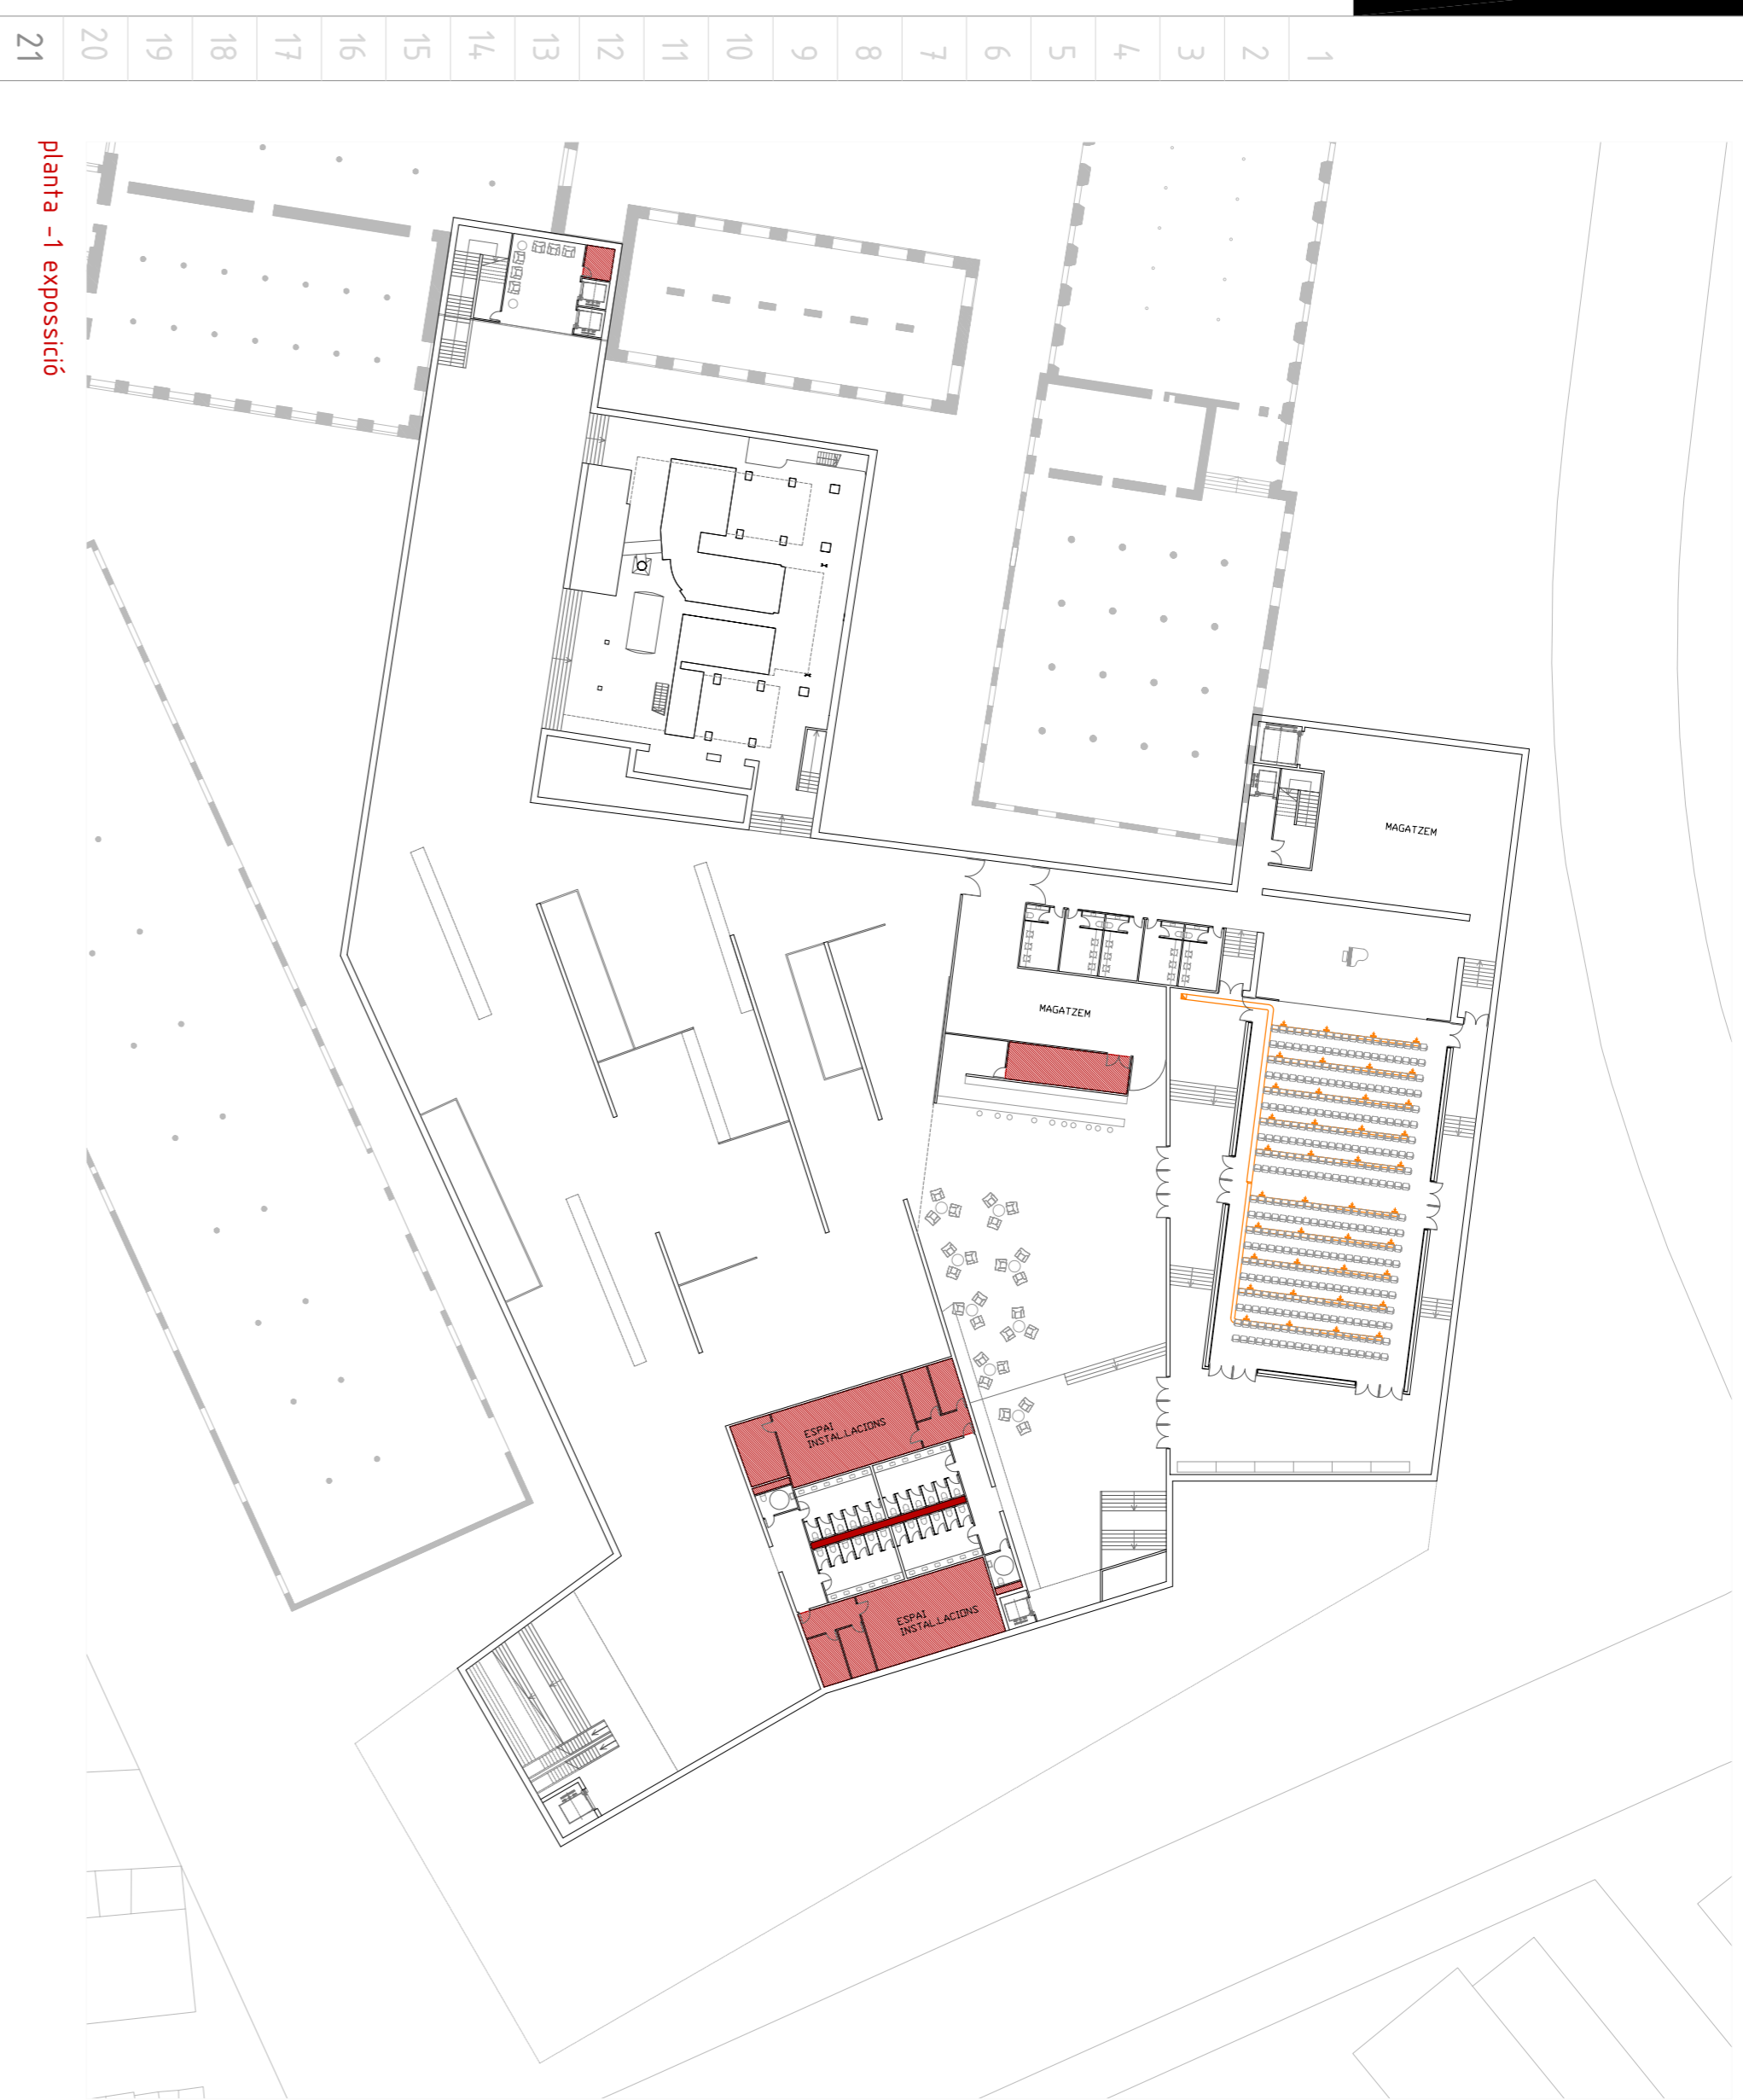 21 20 19 18 17 16 15 14 13 12 11 10 9 8 7 6 5 4 3 2 1
planta -1 expossició
MAGATZEM
MAGATZEM
ESPAI
INSTAL.LACIONS
ESPAI
INSTAL.LACIONS